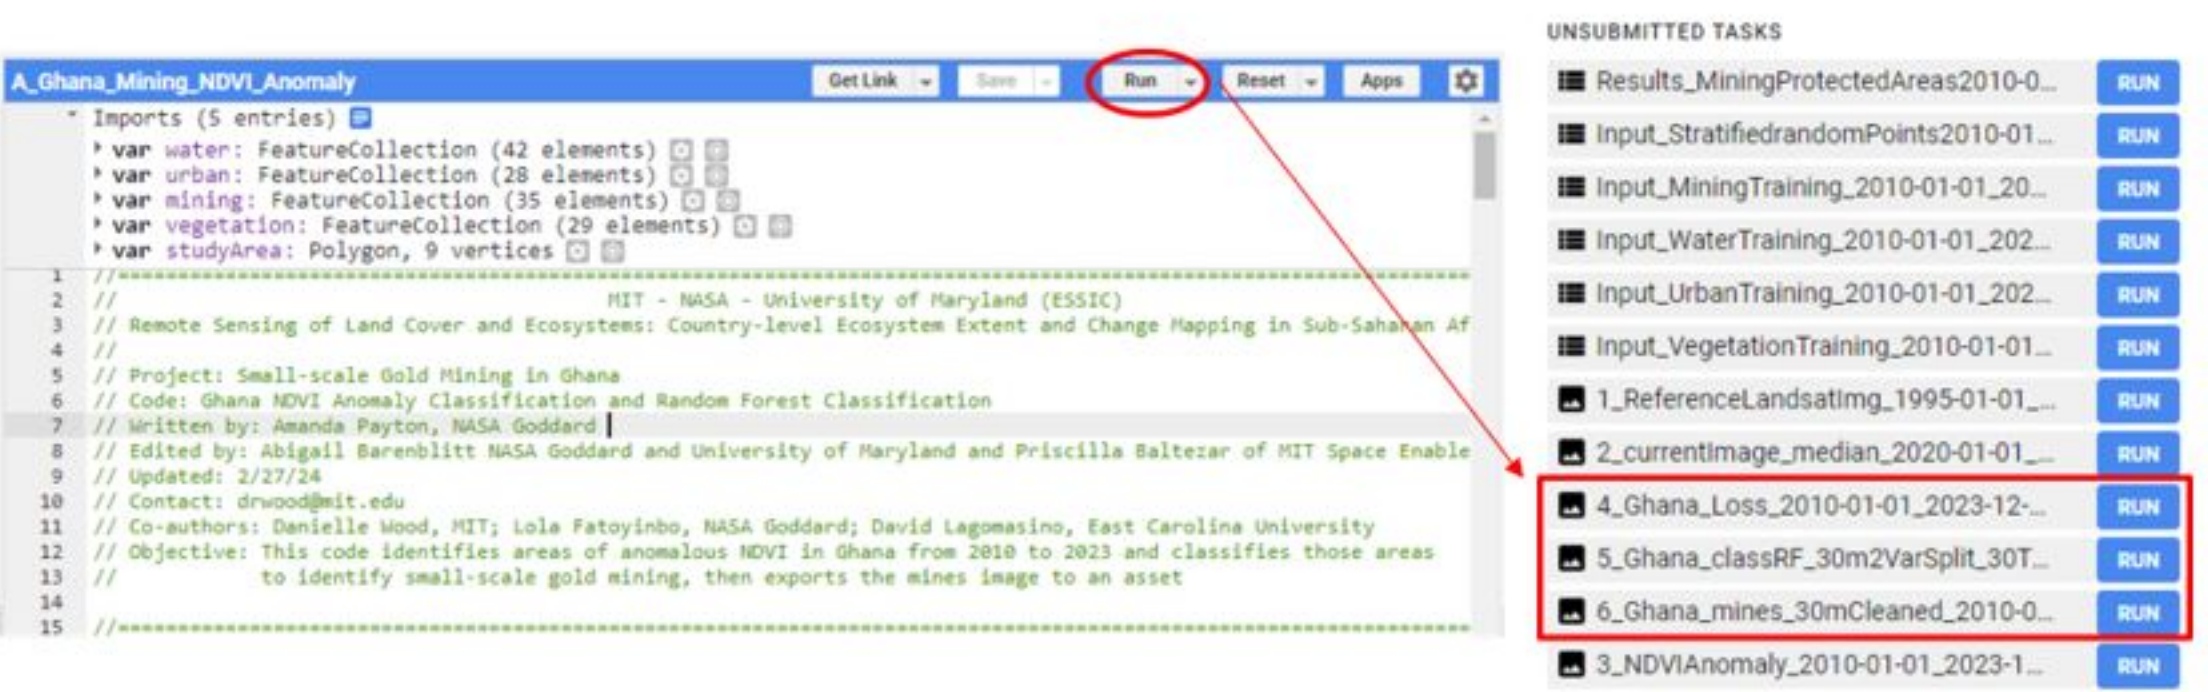 A_Ghana_Mining_NDVI_Anomaly
Get Link
Save
Run
Reset
Apps
Imports (5 entries)
var water: FeatureCollection (42 elements)
var urban: FeatureCollection (28 elements)
var mining: FeatureCollection (35 elements)
var vegetation: FeatureCollection (29 elements)
var studyArea: Polygon, 9 vertices
1 //
2 // MIT - NASA - University of Maryland (ESSIC)
3 // Remote Sensing of Land Cover and Ecosystems: Country-level Ecosystem Extent and Change Mapping in Sub-Saharan Af
4 //
5 // Project: Small-scale Gold Mining in Ghana
6 // Code: Ghana NDVI Anomaly Classification and Random Forest Classification
7 // Written by: Amanda Payton, NASA Goddard
8 // Edited by: Abigail Barenblitt NASA Goddard and University of Maryland and Priscilla Baltezar of MIT Space Enable
9 // Updated: 2/27/24
10 // Contact: drwood@mit.edu
11 // Co-authors: Danielle Wood, MIT; Lola Fatoyinbo, NASA Goddard; David Lagomasino, East Carolina University
12 // Objective: This code identifies areas of anomalous NDVI in Ghana from 2010 to 2023 and classifies those areas
13 // to identify small-scale gold mining, then exports the mines image to an asset
14
15 //
UNSUBMITTED TASKS
Results_MiningProtectedAreas2010-0... RUN
Input_StratifiedrandomPoints2010-01... RUN
Input_MiningTraining_2010-01-01_20... RUN
Input_WaterTraining_2010-01-01_202... RUN
Input_UrbanTraining_2010-01-01_202... RUN
Input_VegetationTraining_2010-01-01... RUN
1_ReferenceLandsatImg_1995-01-01_... RUN
2_currentImage_median_2020-01-01_... RUN
4_Ghana_Loss_2010-01-01_2023-12-... RUN
5_Ghana_classRF_30m2VarSplit_30T... RUN
6_Ghana_mines_30mCleaned_2010-0... RUN
3_NDVIAnomaly_2010-01-01_2023-1... RUN